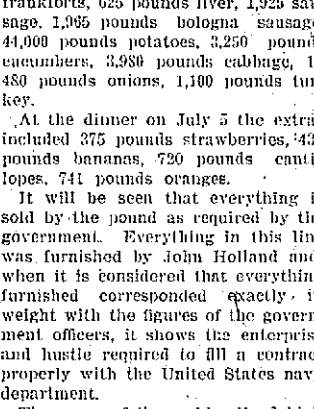 frankforts, 625 pounds liver, 1,925 sau
sage, 1,965 pounds bologna sausage
44,000 pounds potatoes, 3,250 pound
cucumbers, 3,980 pounds cabbage, 1
480 pounds onions, 1,100 pounds tur
key.
At the dinner on July 5 the extra
included 375 pounds strawberries, 43
pounds bananas, 720 pounds canta
lopes, 741 pounds oranges.
It will be seen that everything i
sold by the pound as required by th
government. Everything in this lin
was furnished by John Holland and
when it is considered that everythin
furnished corresponded exactly i
weight with the figures of the govern
ment officers, it shows the enterpris
and hustle required to fill a contrac
properly with the United States nav
department.